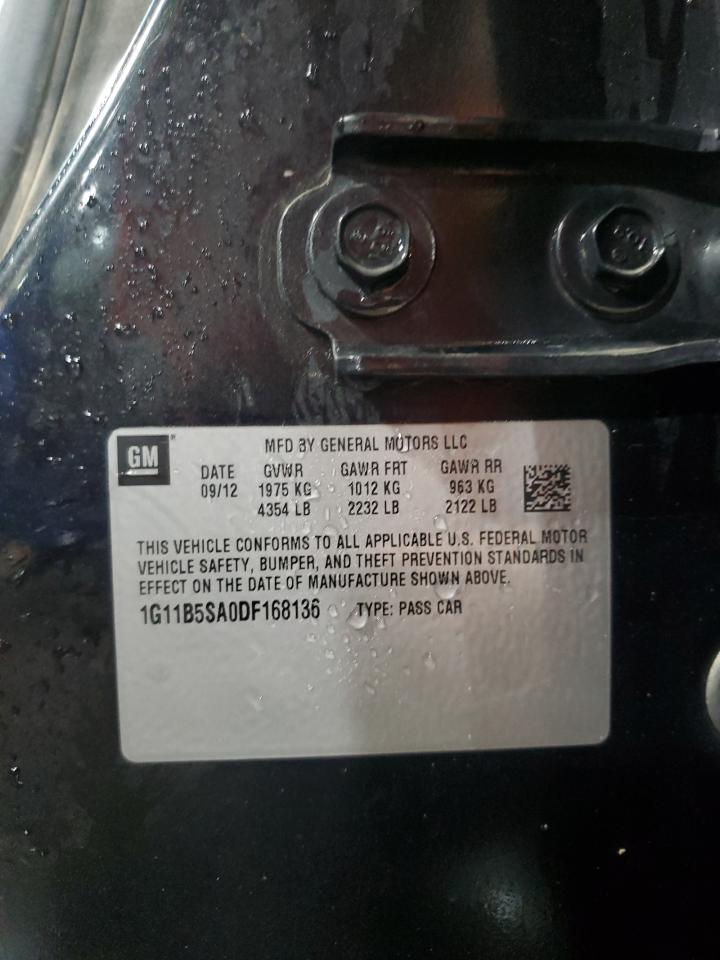 GM
MFD BY GENERAL MOTORS LLC
DATE GVWR GAWR FRT GAWR RR
09/12 1975 KG 1012 KG 963 KG
4354 LB 2232 LB 2122 LB
THIS VEHICLE CONFORMS TO ALL APPLICABLE U.S. FEDERAL MOTOR
VEHICLE SAFETY, BUMPER, AND THEFT PREVENTION STANDARDS IN
EFFECT ON THE DATE OF MANUFACTURE SHOWN ABOVE.
1G11B5SA0DF168136 TYPE: PASS CAR